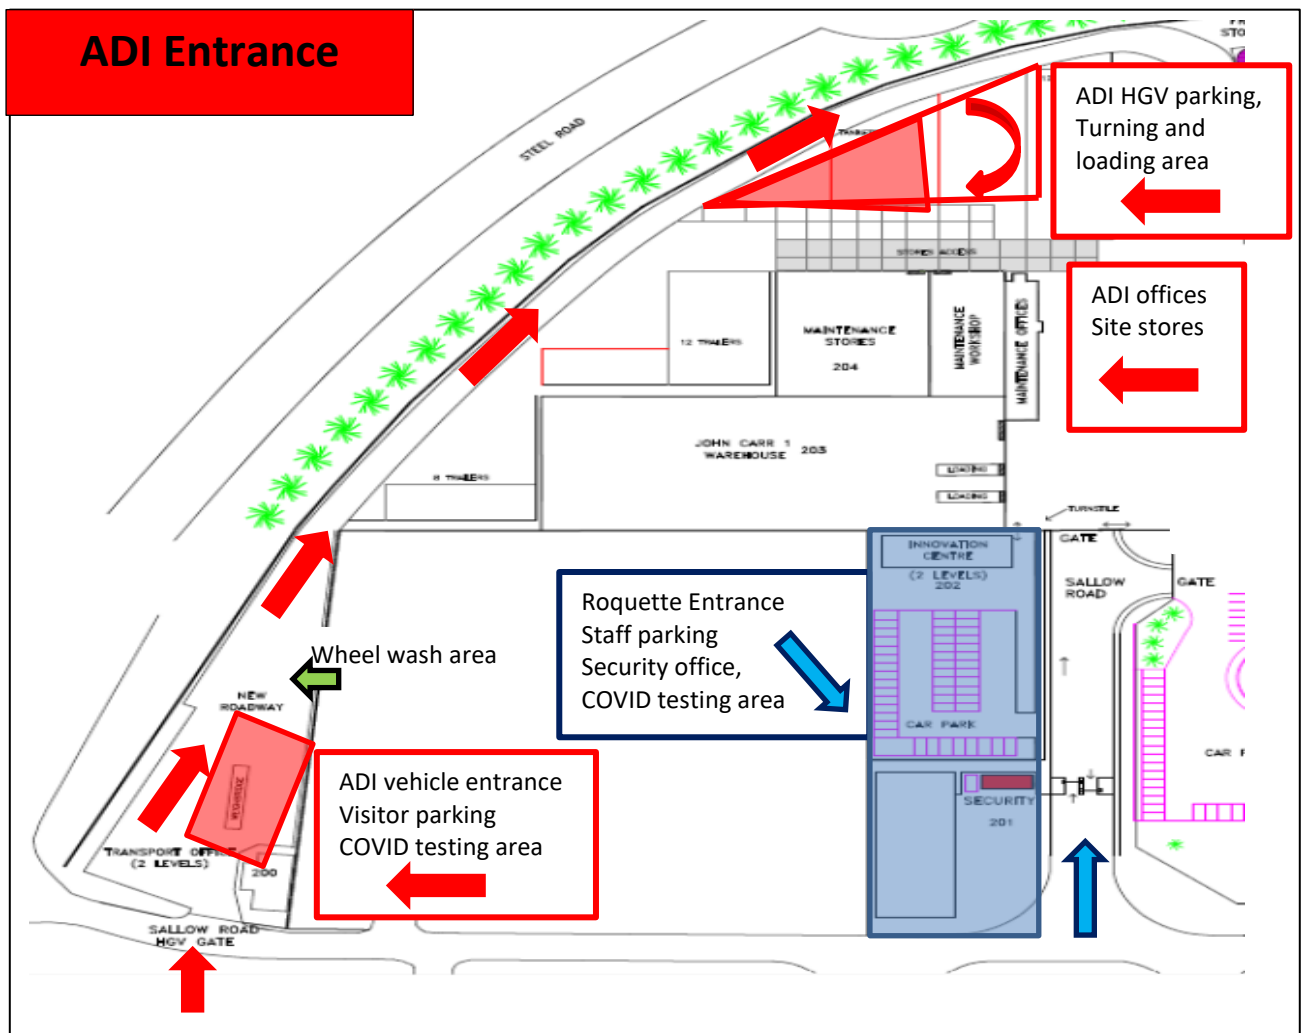 ADI Entrance
STO
STEEL ROAD
ADI HGV parking,
Turning and
loading area
STORES ACCESS
ADI offices
Site stores
12 TRAILERS
MAINTENANCE
STORES
204
MAINTENANCE
WORKSHOP
MAINTENANCE OFFICES
JOHN CARR 1
WAREHOUSE 203
8 TRAILERS
LOADING
LOADING
TURNSTILE
GATE
INNOVATION
CENTRE
(2 LEVELS)
202
SALLOW
ROAD
GATE
Roquette Entrance
Staff parking
Security office,
COVID testing area
Wheel wash area
NEW
ROADWAY
CAR PARK
CAR P
ADI vehicle entrance
Visitor parking
COVID testing area
SECURITY
201
TRANSPORT OFFICE
(2 LEVELS)
200
SALLOW ROAD
HGV GATE